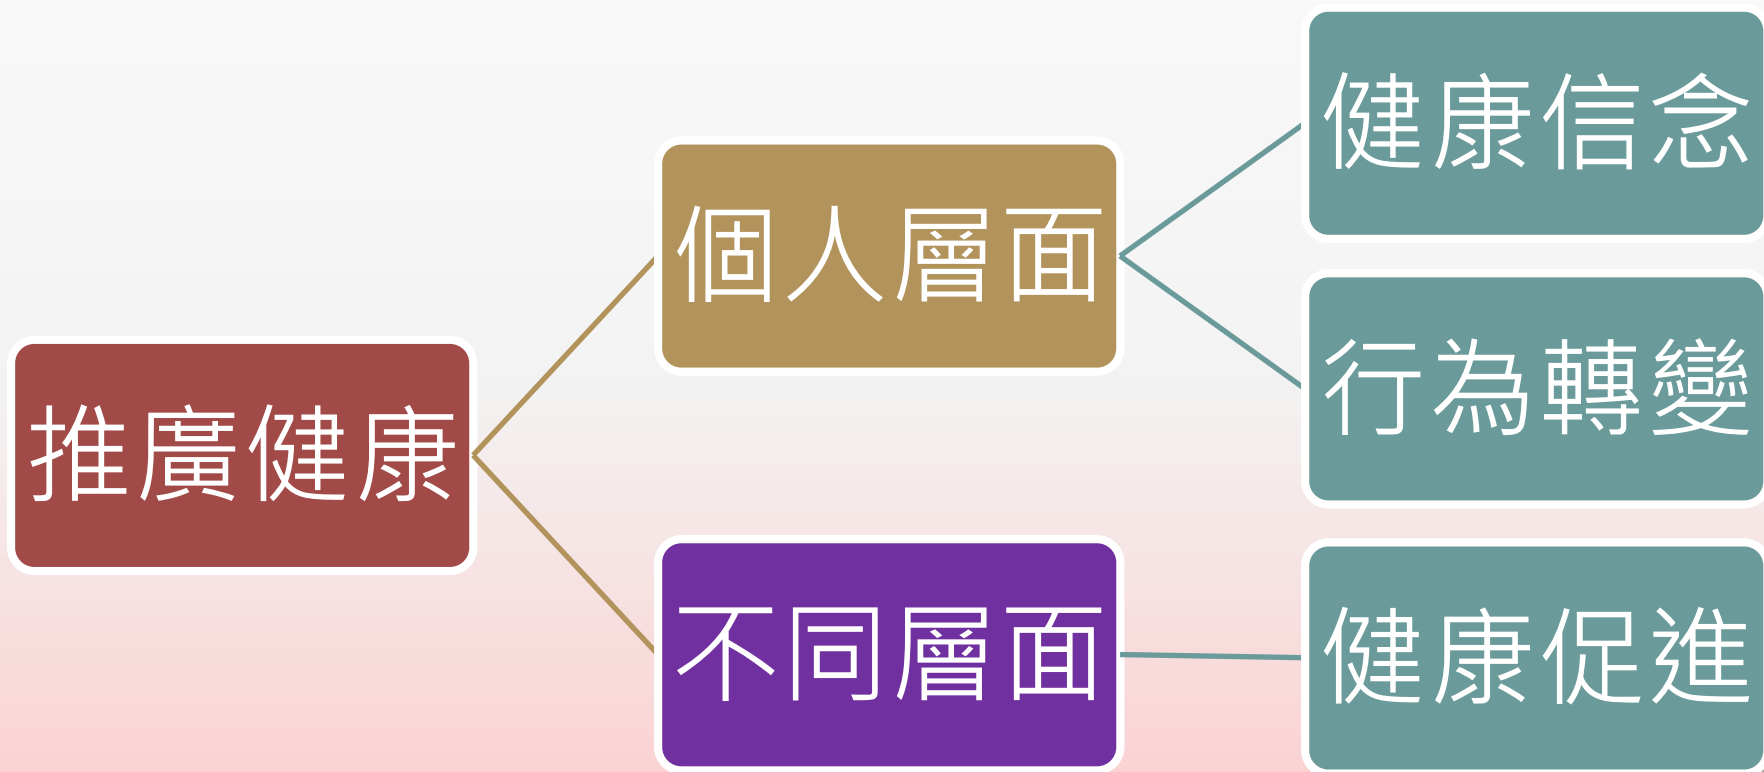 推廣健康
個人層面
健康信念
行為轉變
不同層面
健康促進